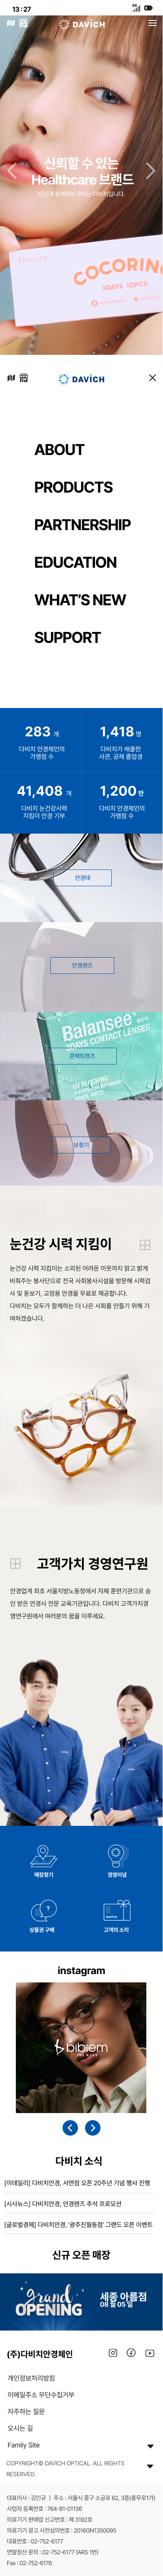 13 : 27
DAVICH
신뢰할 수 있는
Healthcare 브랜드
당신과 함께하는 우리는 다비치입니다.
COCORING
3DAYS 10PCS
DAVICH
ABOUT
PRODUCTS
PARTNERSHIP
EDUCATION
WHAT'S NEW
SUPPORT
283 개
다비치 안경체인의
가맹점 수
1,418 명
다비치가 배출한
사관, 공채 졸업생
41,408 개
다비치 눈건강시력
지킴이 안경 기부
1,200 만
다비치 안경체인의
가맹점 수
안경테
안경렌즈
Balansee
3DAYS CONTACT LENSES
콘택트렌즈
UV BLOCKING
보청기
눈건강 시력 지킴이
눈건강 시력 지킴이는 소외된 어려운 이웃까지 맑고 밝게
비춰주는 봉사단으로 전국 사회봉사시설을 방문해 시력검
사 및 돋보기, 교정용 안경을 무료로 제공합니다.
다비치는 모두가 함께하는 더 나은 사회를 만들기 위해 기
여하겠습니다.
고객가치 경영연구원
안경업계 최초 서울지방노동청에서 자체 훈련기관으로 승
인 받은 안경사 전문 교육기관입니다. 다비치 고객가치경
영연구원에서 여러분의 꿈을 이루세요.
매장찾기
경영이념
상품권 구매
고객의 소리
instagram
bibiem
다비치 소식
[이데일리] 다비치안경, 서면점 오픈 20주년 기념 행사 진행
[시사뉴스] 다비치안경, 안경렌즈 추석 프로모션
[글로벌경제] 다비치안경, '광주진월동점' 그랜드 오픈 이벤트
신규 오픈 매장
grand
OPENING
세종 아름점
08월 05일
(주)다비치안경체인
개인정보처리방침
이메일주소 무단수집거부
자주하는 질문
오시는 길
Family Site
COPYRIGHT© DAVICH OPTICAL. ALL RIGHTS
RESERVED.
대표이사 : 김인규 | 주소 : 서울시 중구 소공로 62, 3층(충무로1가)
사업자 등록번호 : 764-81-01136
의료기기 판매업 신고번호 : 제 3192호
의료기기 광고 사전심의번호 : 2016GN1350095
대표번호 : 02-752-6177
연말정산 문의 : 02-752-6177 (ARS 1번)
Fax : 02-752-6176